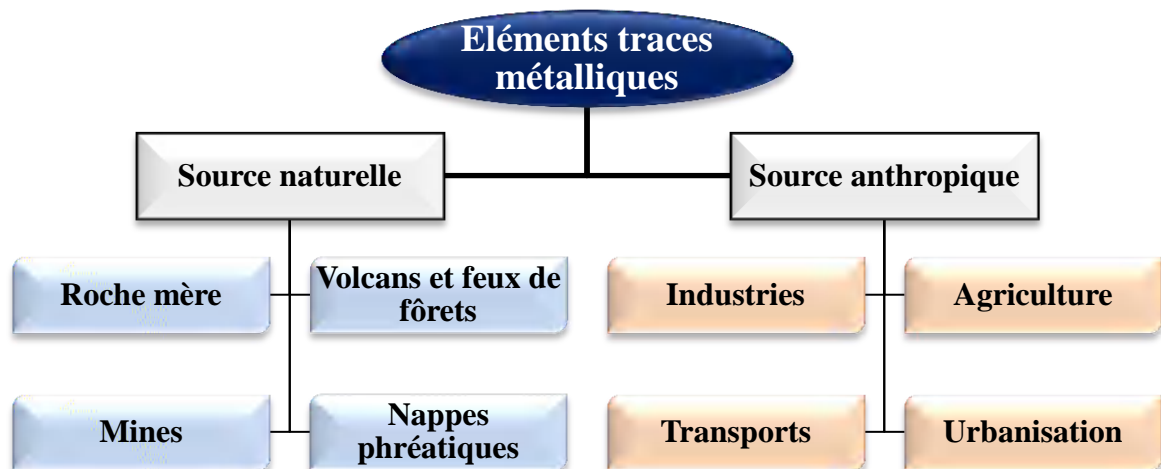 Eléments traces
métalliques
Source naturelle
Source anthropique
Roche mère
Volcans et feux de
fôrets
Industries
Agriculture
Mines
Nappes
phréatiques
Transports
Urbanisation